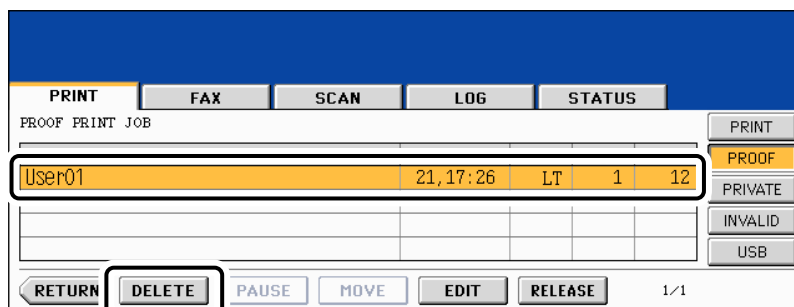 PRINT FAX SCAN LOG STATUS
PROOF PRINT JOB
PRINT
PROOF
User01 21,17:26 LT 1 12
PRIVATE
INVALID
USB
RETURN DELETE PAUSE MOVE EDIT RELEASE 1/1